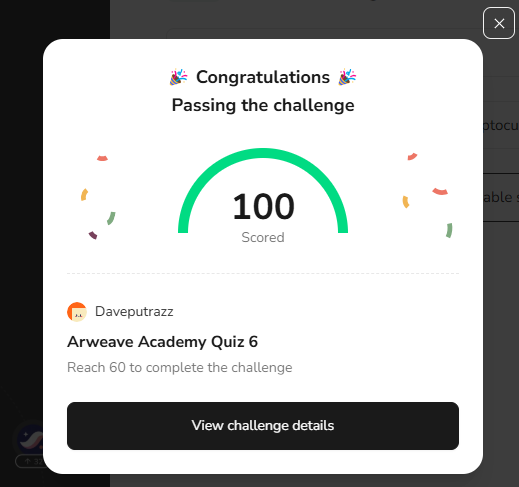 Congratulations
Passing the challenge
100
Scored
Daveputrazz
Arweave Academy Quiz 6
Reach 60 to complete the challenge
View challenge details
able s